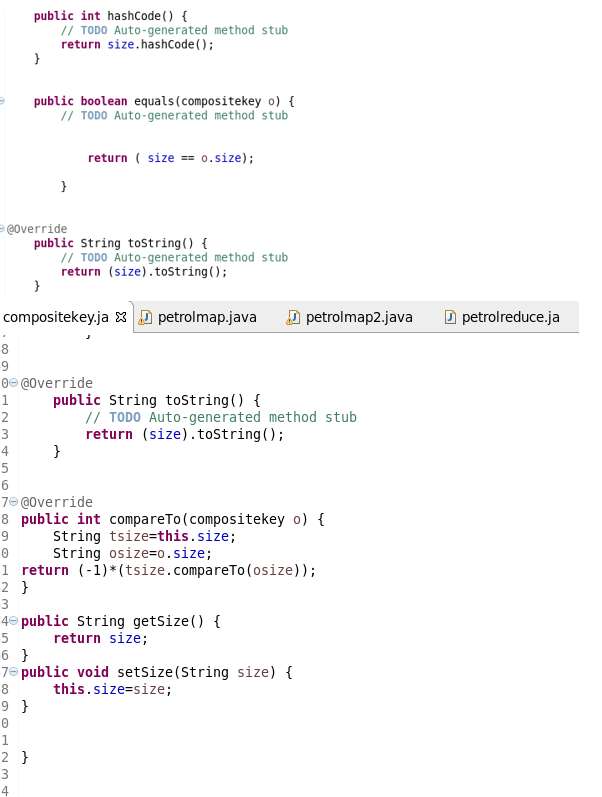 public int hashCode() {
// TODO Auto-generated method stub
return size.hashCode();
}
public boolean equals(compositekey o) {
// TODO Auto-generated method stub
return ( size == o.size);
}
@Override
public String toString() {
// TODO Auto-generated method stub
return (size).toString();
}
compositekey.ja petrolmap.java petrolmap2.java petrolreduce.ja
8
9
0 @Override
1 public String toString() {
2 // TODO Auto-generated method stub
3 return (size).toString();
4 }
5
6
7 @Override
8 public int compareTo(compositekey o) {
9 String tsize=this.size;
0 String osize=o.size;
1 return (-1)*(tsize.compareTo(osize));
2 }
3
4 public String getSize() {
5 return size;
6 }
7 public void setSize(String size) {
8 this.size=size;
9 }
0
1
2 }
3
4